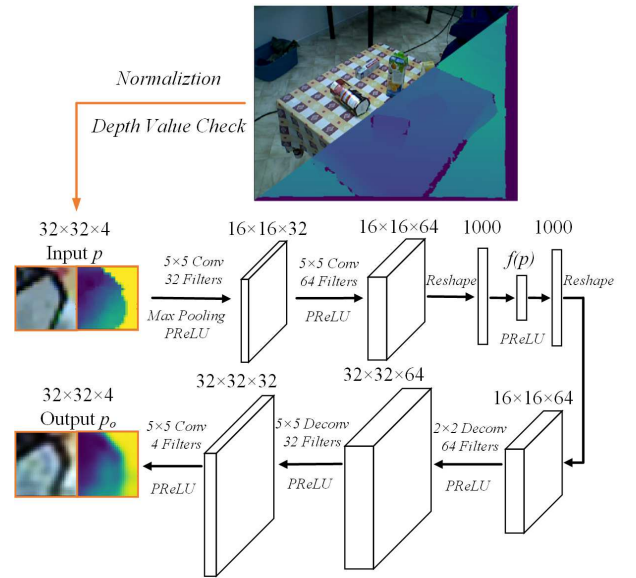 Normaliztion
Depth Value Check
32×32×4
Input p
5×5 Conv
32 Filters
Max Pooling
PReLU
16×16×32
5×5 Conv
64 Filters
PReLU
16×16×64
Reshape
1000
f(p)
PReLU
1000
Reshape
32×32×4
Output pₒ
5×5 Conv
4 Filters
PReLU
32×32×32
5×5 Deconv
32 Filters
PReLU
32×32×64
2×2 Deconv
64 Filters
PReLU
16×16×64